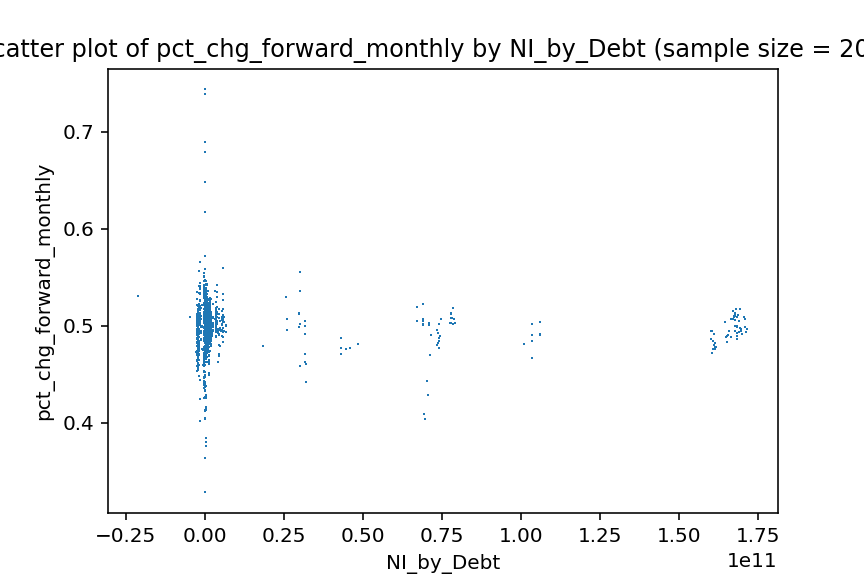 catter plot of pct_chg_forward_monthly by NI_by_Debt (sample size = 20
pct_chg_forward_monthly
0.7
0.6
0.5
0.4
−0.25 0.00 0.25 0.50 0.75 1.00 1.25 1.50 1.75
1e11
NI_by_Debt